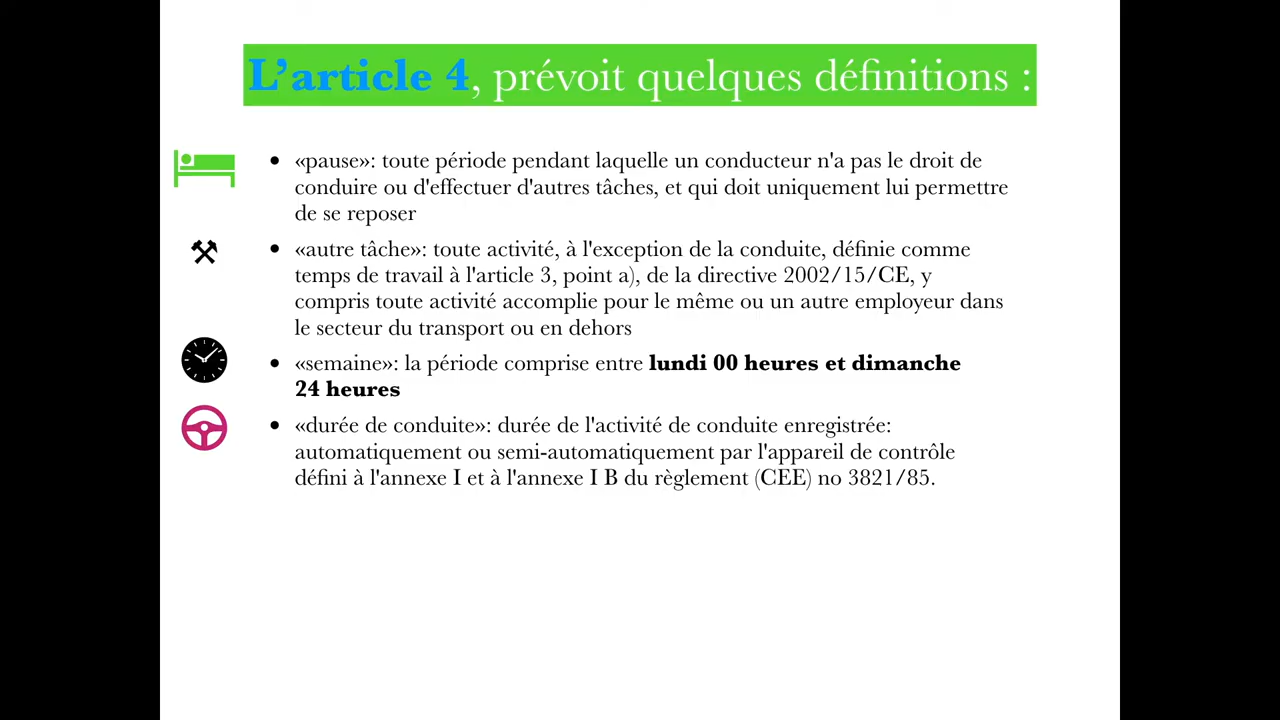 L’article 4, prévoit quelques définitions :
• «pause»: toute période pendant laquelle un conducteur n'a pas le droit de
conduire ou d'effectuer d'autres tâches, et qui doit uniquement lui permettre
de se reposer
• «autre tâche»: toute activité, à l'exception de la conduite, définie comme
temps de travail à l'article 3, point a), de la directive 2002/15/CE, y
compris toute activité accomplie pour le même ou un autre employeur dans
le secteur du transport ou en dehors
• «semaine»: la période comprise entre lundi 00 heures et dimanche
24 heures
• «durée de conduite»: durée de l'activité de conduite enregistrée:
automatiquement ou semi-automatiquement par l'appareil de contrôle
défini à l'annexe I et à l'annexe I B du règlement (CEE) no 3821/85.